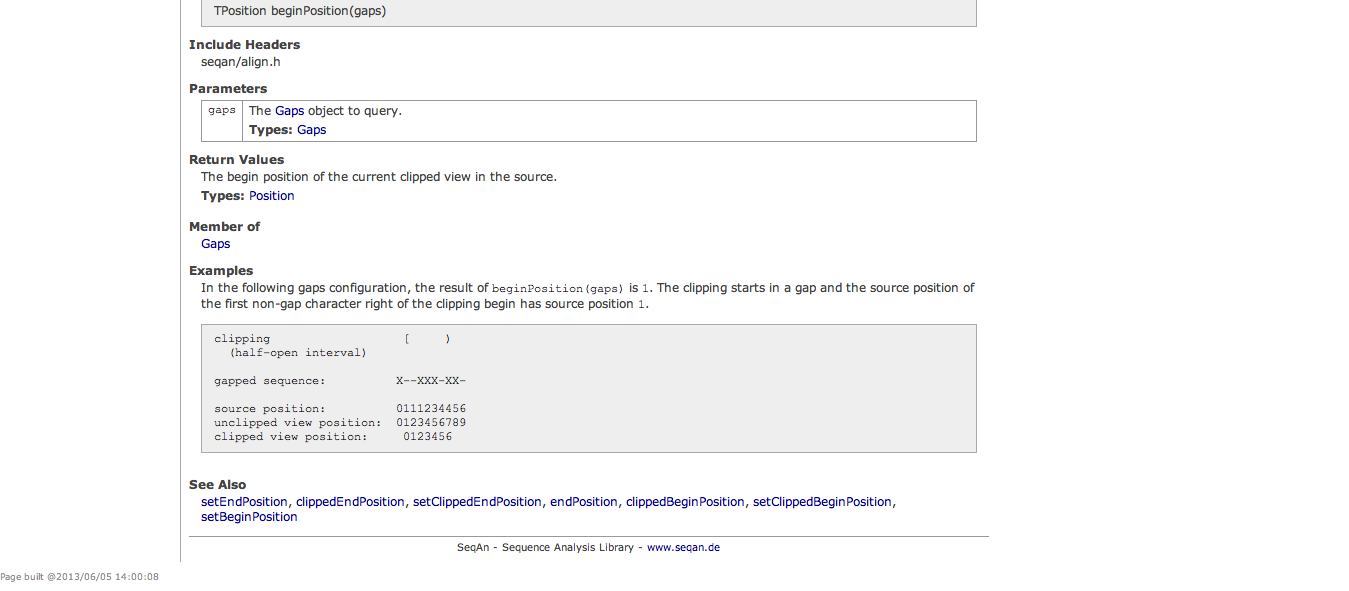 TPosition beginPosition(gaps)
Include Headers
seqan/align.h
Parameters
gaps The Gaps object to query.
Types: Gaps
Return Values
The begin position of the current clipped view in the source.
Types: Position
Member of
Gaps
Examples
In the following gaps configuration, the result of beginPosition(gaps) is 1. The clipping starts in a gap and the source position of
the first non-gap character right of the clipping begin has source position 1.
clipping                   [     )
  (half-open interval)
gapped sequence:          X--XXX-XX-
source position:          0111234456
unclipped view position:  0123456789
clipped view position:     0123456
See Also
setEndPosition, clippedEndPosition, setClippedEndPosition, endPosition, clippedBeginPosition, setClippedBeginPosition,
setBeginPosition
SeqAn - Sequence Analysis Library - www.seqan.de
Page built @2013/06/05 14:00:08